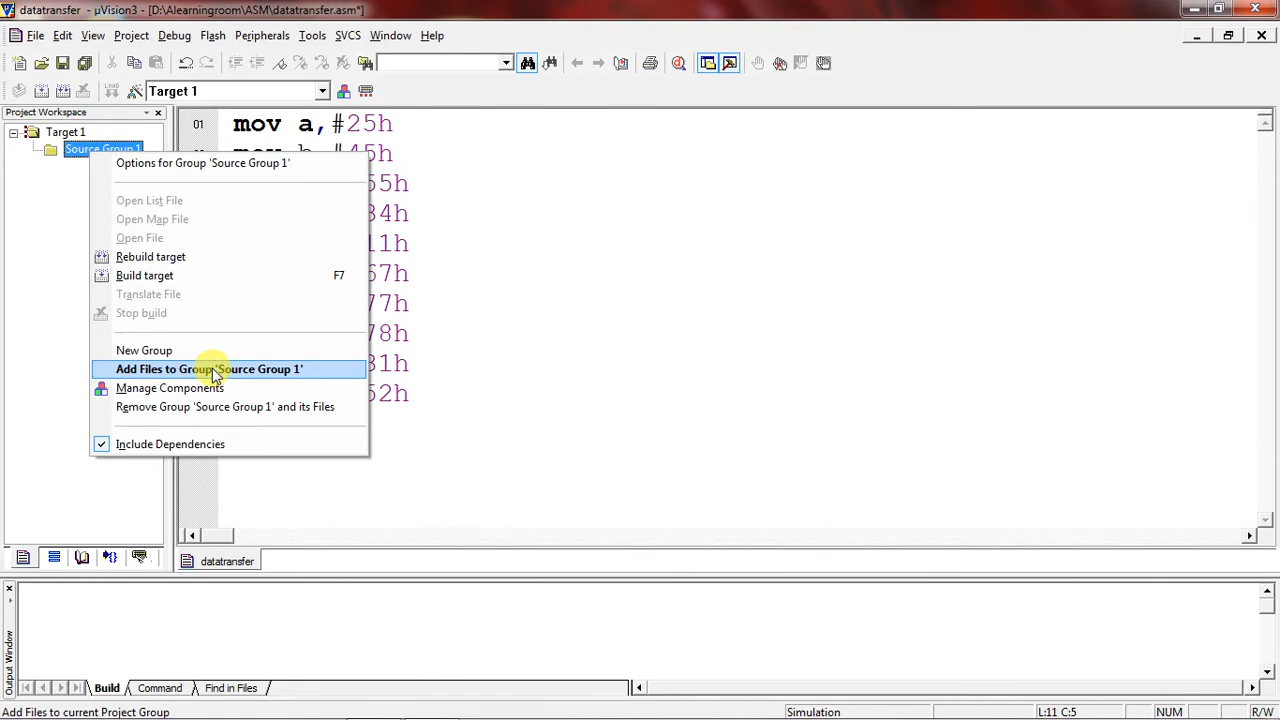 datatransfer - µVision3 - [D:\Alearningroom\ASM\datatransfer.asm*]
File Edit View Project Debug Flash Peripherals Tools SVCS Window Help
Target 1
Project Workspace
Target 1
Source Group 1
01 mov a,#25h
45h
55h
34h
11h
67h
77h
78h
31h
52h
Options for Group 'Source Group 1'
Open List File
Open Map File
Open File
Rebuild target
Build target F7
Translate File
Stop build
New Group
Add Files to Group 'Source Group 1'
Manage Components
Remove Group 'Source Group 1' and its Files
Include Dependencies
datatransfer
Output Window
Build Command Find in Files
Add Files to current Project Group Simulation L:11 C:5 NUM R/W